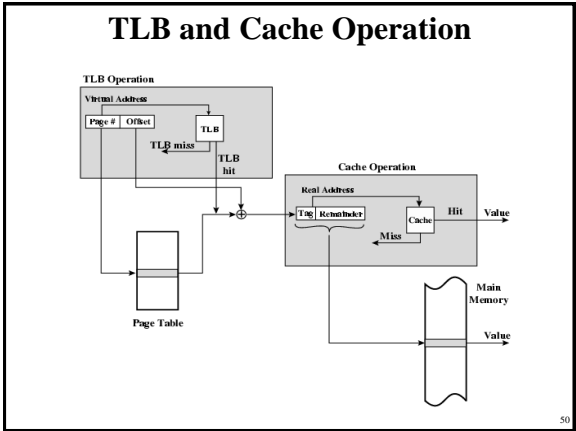 TLB and Cache Operation
TLB Operation
Virtual Address
Page #
Offset
TLB
TLB miss
TLB
hit
Cache Operation
Real Address
Tag
Remainder
Cache
Hit
Value
Miss
Page Table
Main
Memory
Value
50